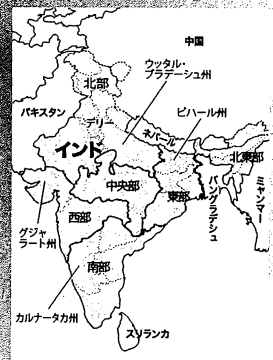 中国
ウッタル・
プラデーシュ州
北部
パキスタン
デリー
ネパール
ビハール州
インド
北東部
中央部
東部
バングラデシュ
ミャンマー
西部
グジャ
ラート州
南部
カルナータカ州
スリランカ